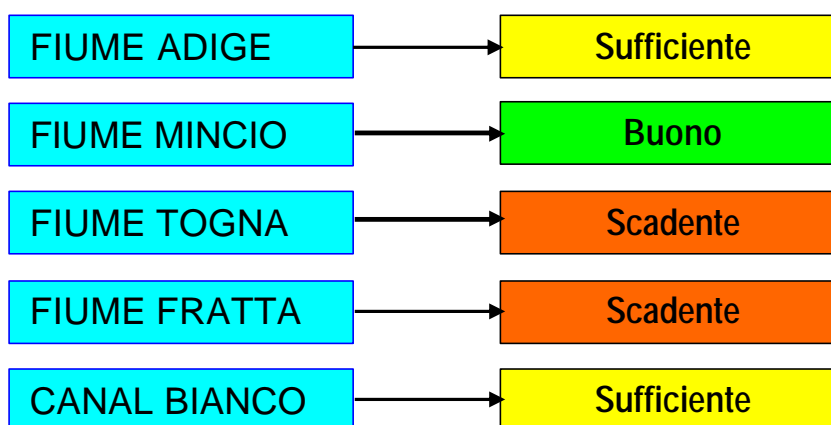 FIUME ADIGE Sufficiente
FIUME MINCIO Buono
FIUME TOGNA Scadente
FIUME FRATTA Scadente
CANAL BIANCO Sufficiente